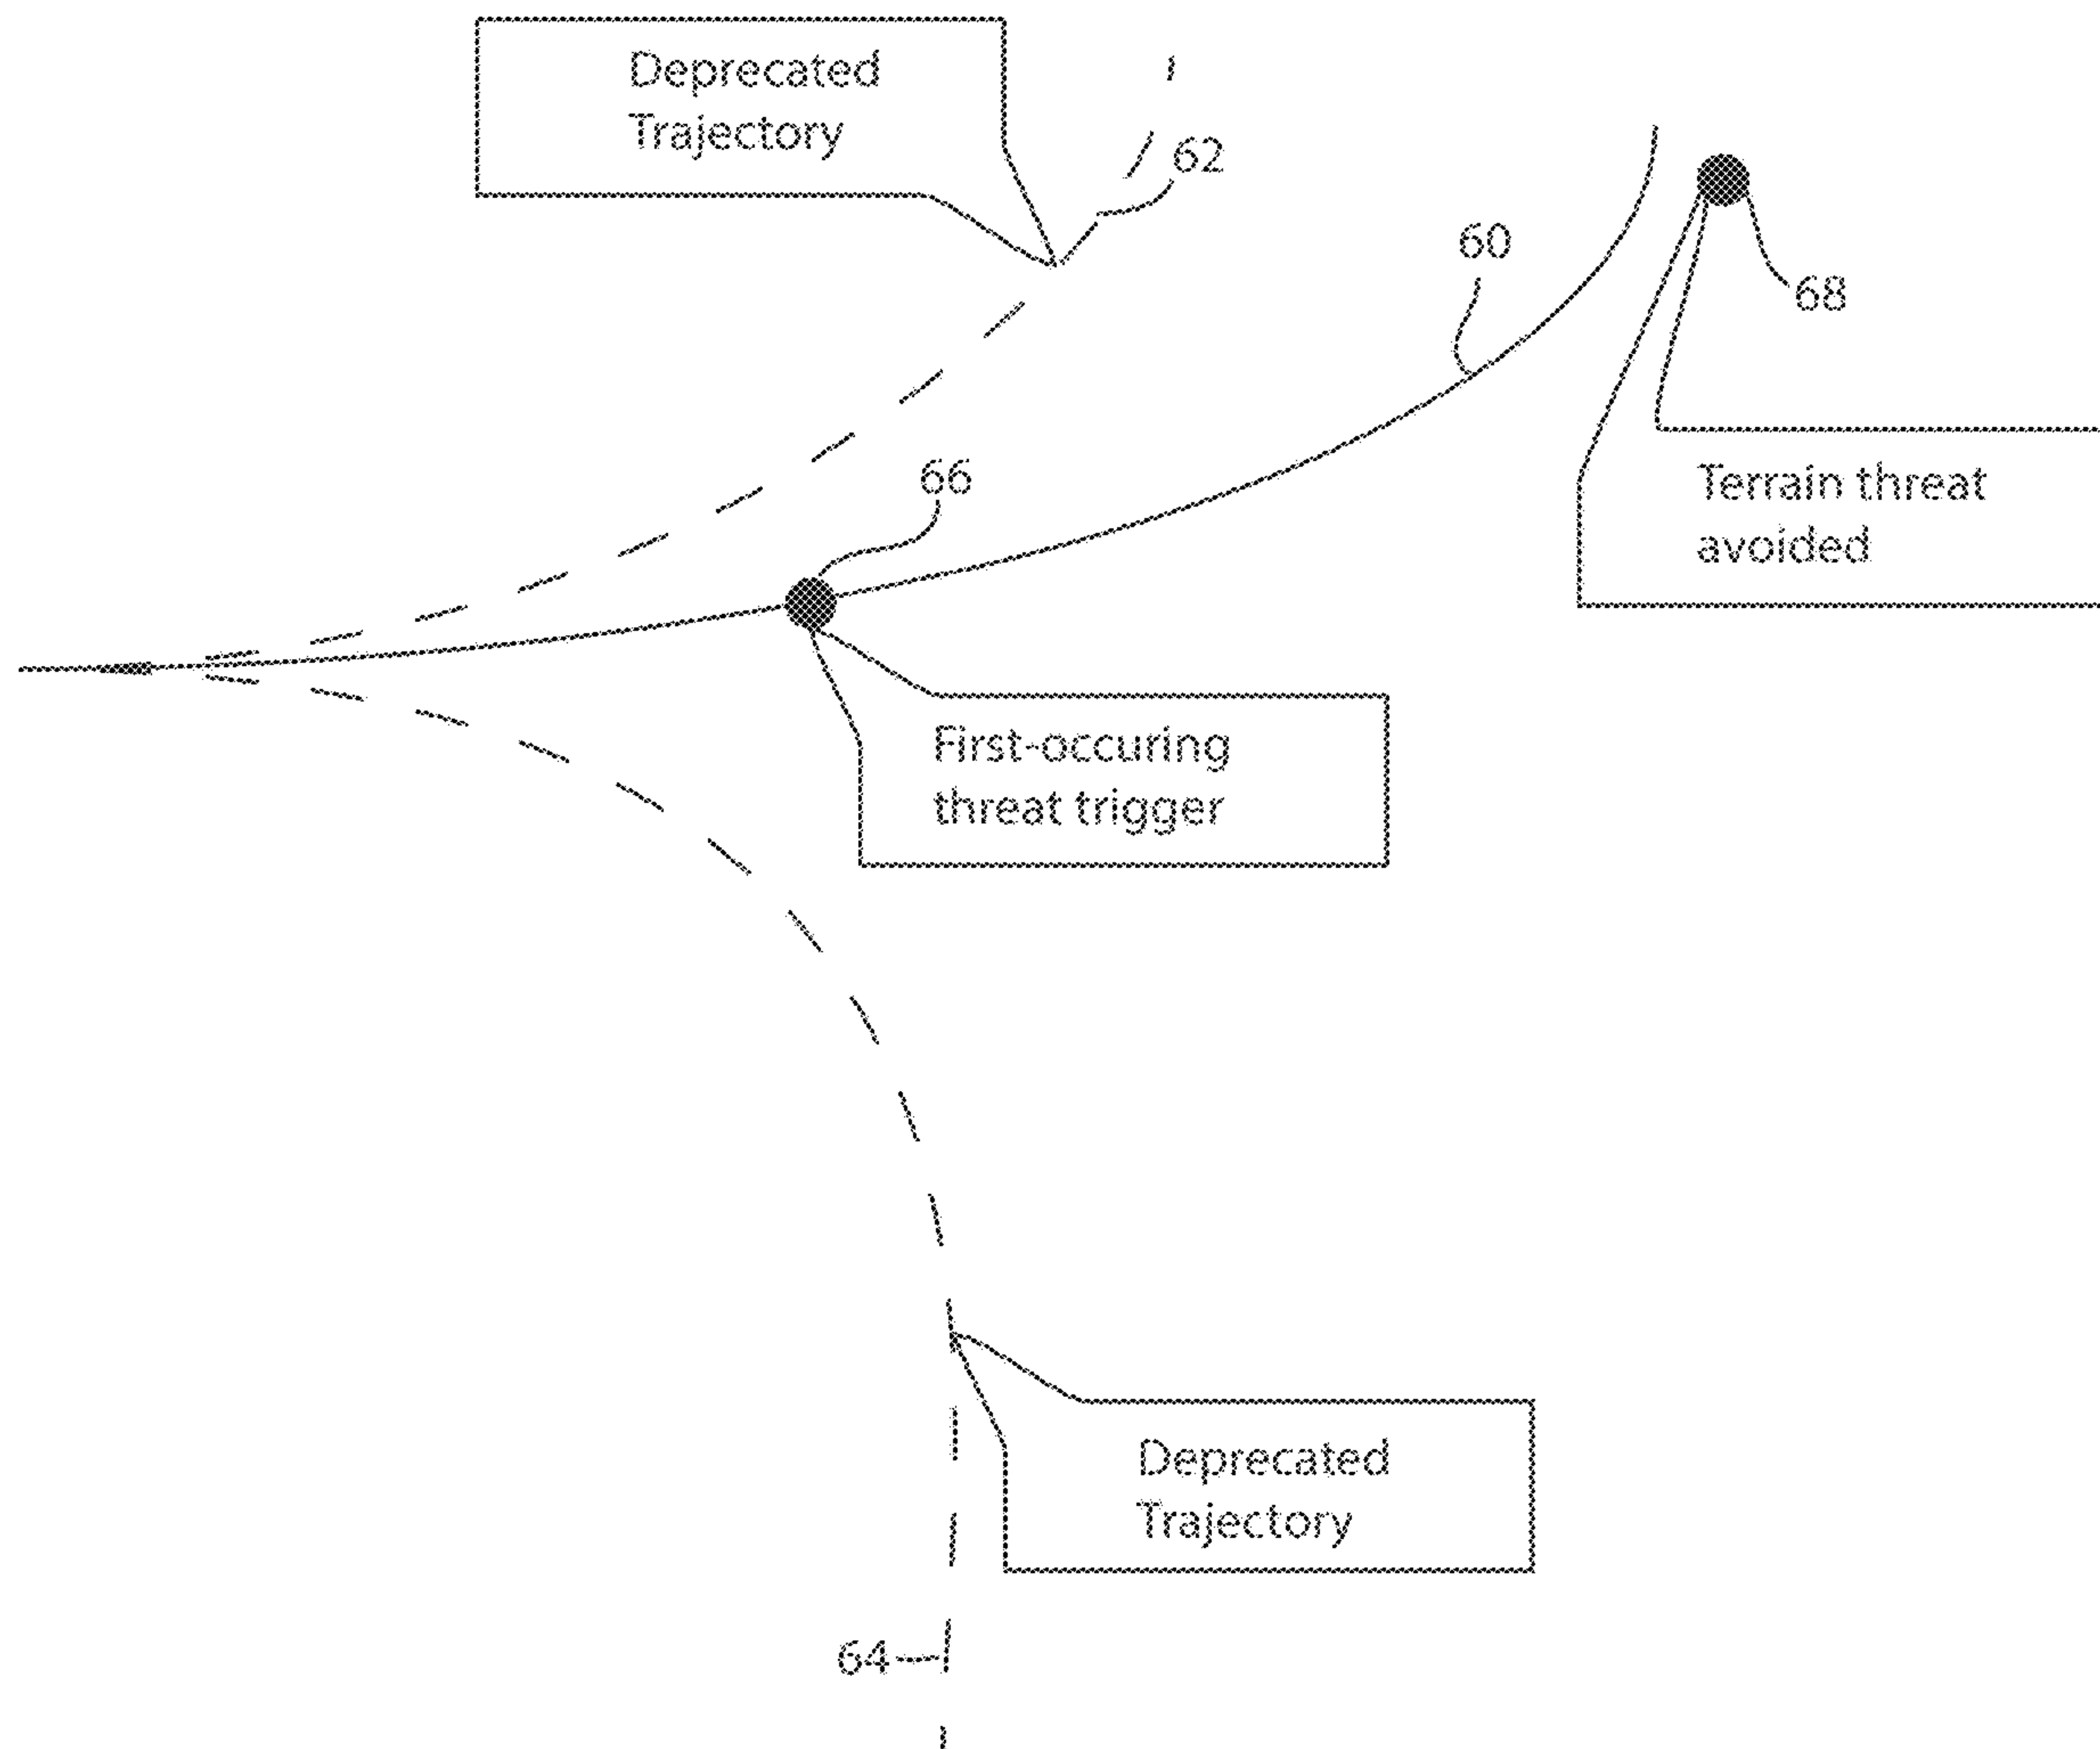 Deprecated
Trajectory
62
60
68
66
Terrain threat
avoided
First-occuring
threat trigger
Deprecated
Trajectory
64